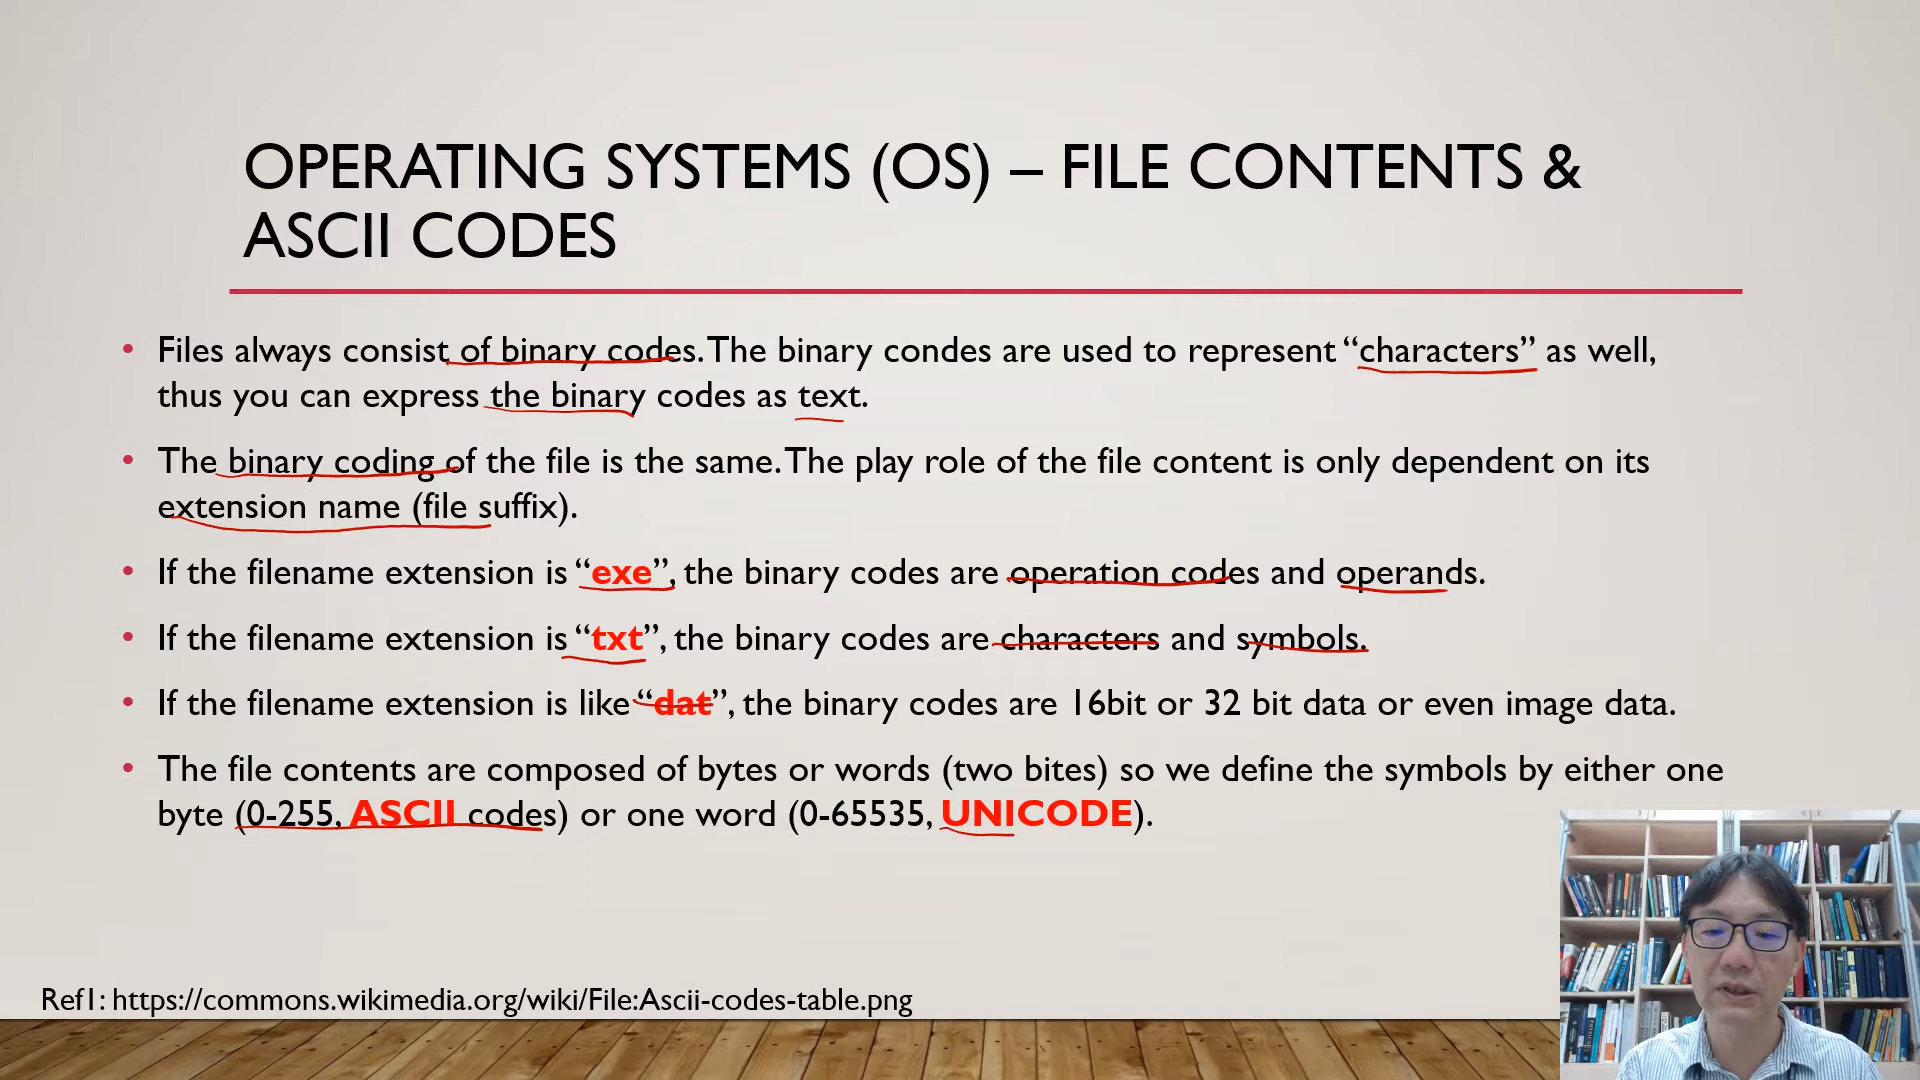 OPERATING SYSTEMS (OS) – FILE CONTENTS &
ASCII CODES
• Files always consist of binary codes. The binary condes are used to represent “characters” as well,
thus you can express the binary codes as text.
• The binary coding of the file is the same. The play role of the file content is only dependent on its
extension name (file suffix).
• If the filename extension is “exe”, the binary codes are operation codes and operands.
• If the filename extension is “txt”, the binary codes are characters and symbols.
• If the filename extension is like “dat”, the binary codes are 16bit or 32 bit data or even image data.
• The file contents are composed of bytes or words (two bites) so we define the symbols by either one
byte (0-255, ASCII codes) or one word (0-65535, UNICODE).
Ref1: https://commons.wikimedia.org/wiki/File:Ascii-codes-table.png